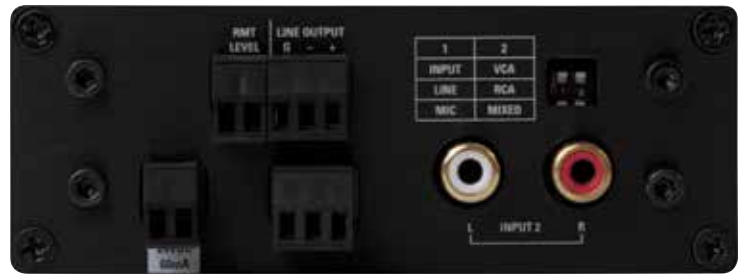 RMT LINE OUTPUT
LEVEL G - +
1 2
INPUT VCA
LINE RCA
MIC MIXED
L INPUT 2 R
60mA